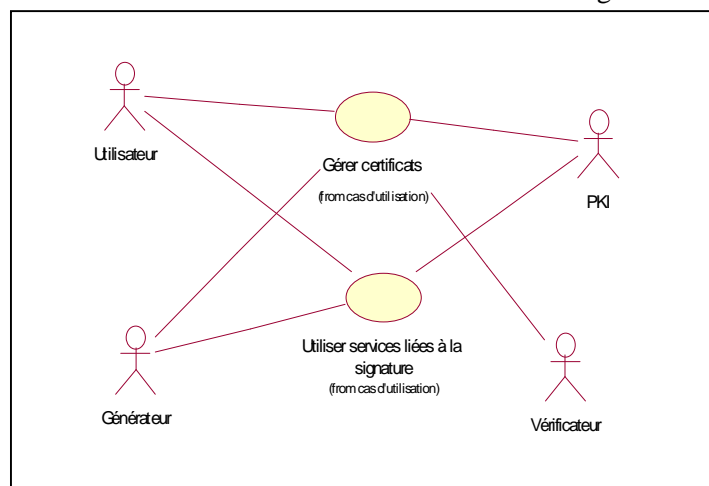 Utilisateur
Gérer certificats
(from cas d'utilisation)
PKI
Utiliser services liées à la
signature
(from cas d'utilisation)
Générateur
Vérificateur